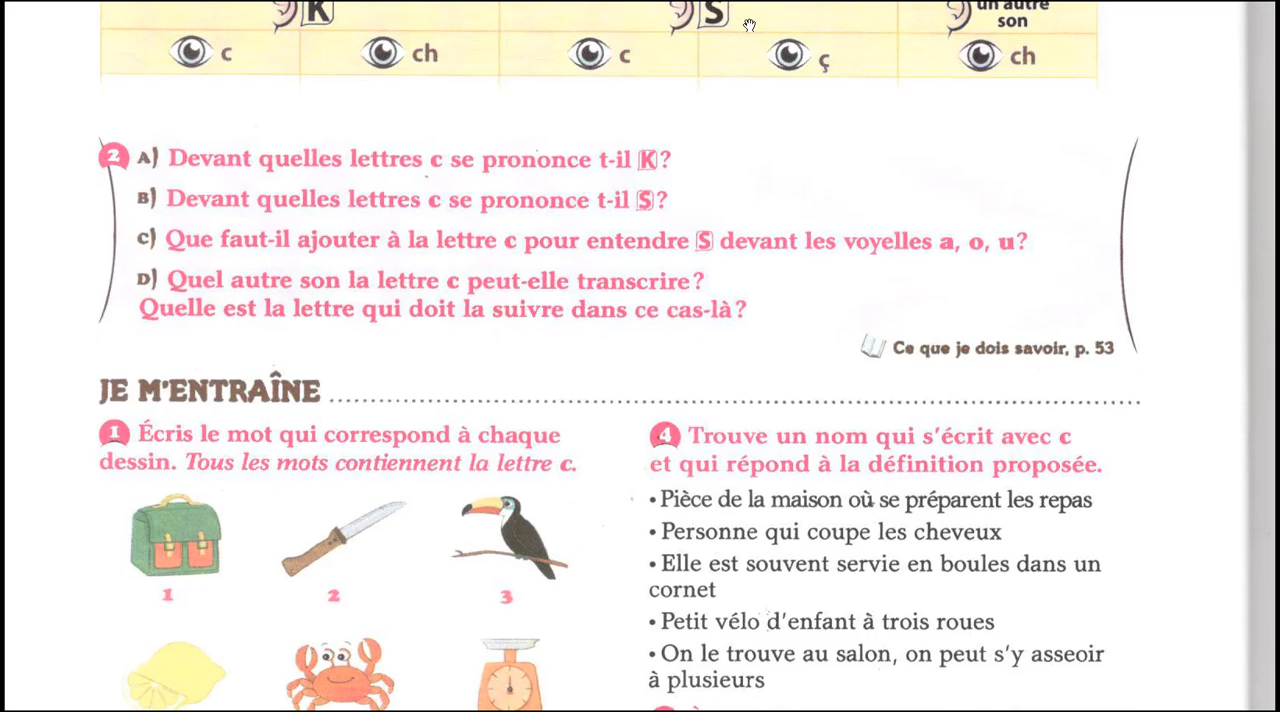 K
S
un autre
son
c
ch
c
ç
ch
2 A) Devant quelles lettres c se prononce t-il K?
B) Devant quelles lettres c se prononce t-il S?
C) Que faut-il ajouter à la lettre c pour entendre S devant les voyelles a, o, u?
D) Quel autre son la lettre c peut-elle transcrire?
Quelle est la lettre qui doit la suivre dans ce cas-là?
Ce que je dois savoir, p. 53
JE M'ENTRAÎNE
1 Écris le mot qui correspond à chaque
dessin. Tous les mots contiennent la lettre c.
1
2
3
4 Trouve un nom qui s'écrit avec c
et qui répond à la définition proposée.
• Pièce de la maison où se préparent les repas
• Personne qui coupe les cheveux
• Elle est souvent servie en boules dans un
cornet
• Petit vélo d'enfant à trois roues
• On le trouve au salon, on peut s'y asseoir
à plusieurs